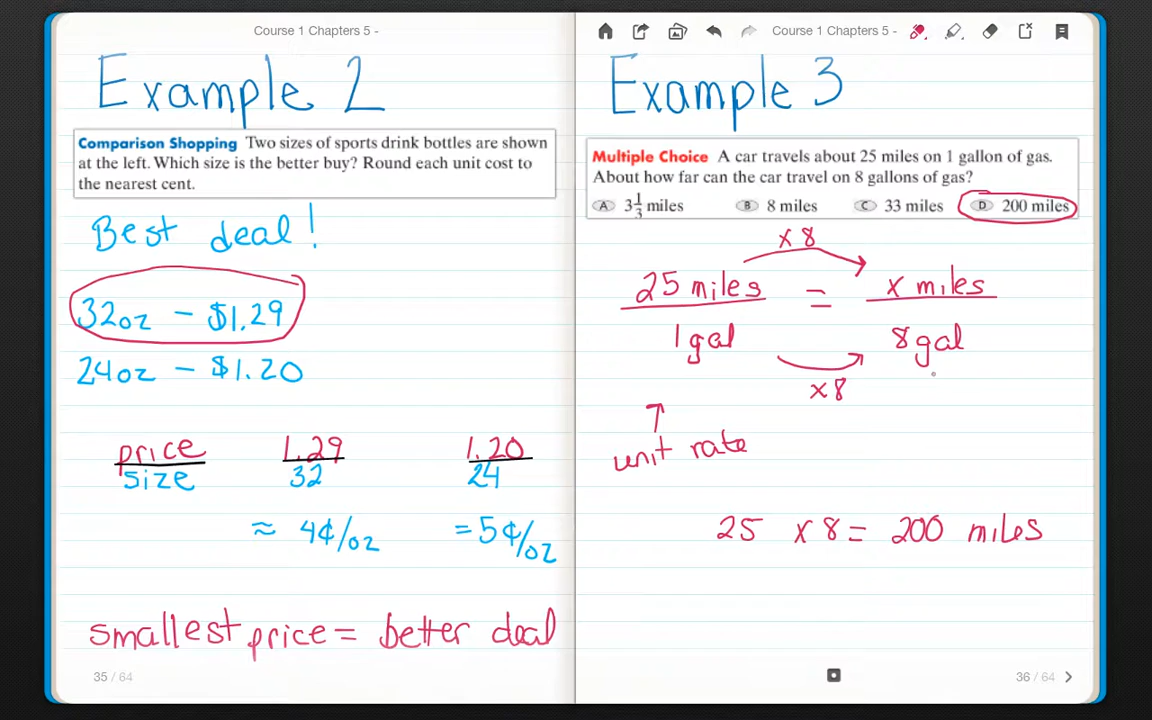 Course 1 Chapters 5 -
Example 2
Comparison Shopping Two sizes of sports drink bottles are shown
at the left. Which size is the better buy? Round each unit cost to
the nearest cent.
Best deal!
32oz - $1.29
24oz - $1.20
price/size 1.29/32 1.20/24
≈ 4¢/oz = 5¢/oz
smallest price = better deal
35 / 64
Course 1 Chapters 5 -
Example 3
Multiple Choice A car travels about 25 miles on 1 gallon of gas.
About how far can the car travel on 8 gallons of gas?
A 3 1/3 miles B 8 miles C 33 miles D 200 miles
x 8
25 miles = x miles
1 gal 8 gal
x 8
↑
unit rate
25 x 8 = 200 miles
36 / 64